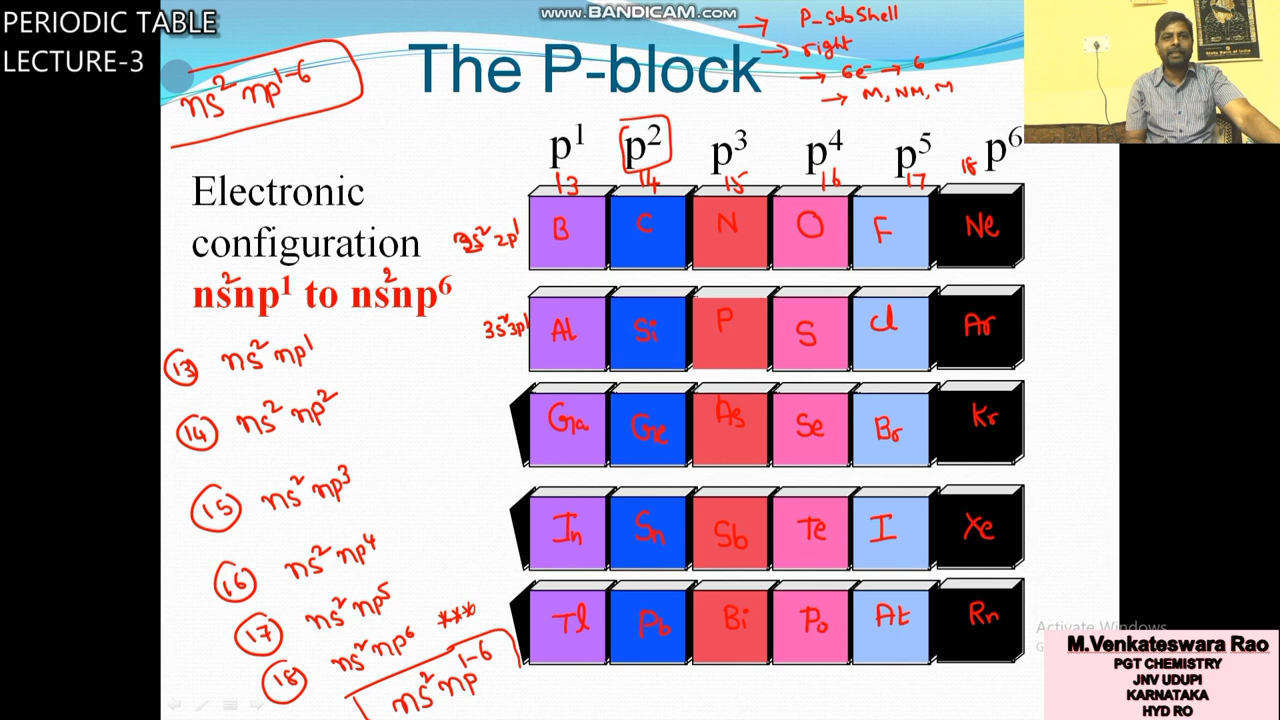 PERIODIC TABLE
LECTURE-3
www.BANDICAM.com
The P-block
→ P-subshell
→ right
→ 6e⁻ → 6
→ M, NM, M
ns² np¹⁻⁶
p¹ p² p³ p⁴ p⁵ p⁶
13 14 15 16 17 18
Electronic
configuration
ns²np¹ to ns²np⁶
2s² 2p¹ B C N O F Ne
3s² 3p¹ Al Si P S Cl Ar
Ga Ge As Se Br Kr
In Sn Sb Te I Xe
Tl Pb Bi Po At Rn
13 ns² np¹
14 ns² np²
15 ns² np³
16 ns² np⁴
17 ns² np⁵
18 ns² np⁶ ***
ns² np¹⁻⁶
Activate Windows
M.Venkateswara Rao
PGT CHEMISTRY
JNV UDUPI
KARNATAKA
HYD RO